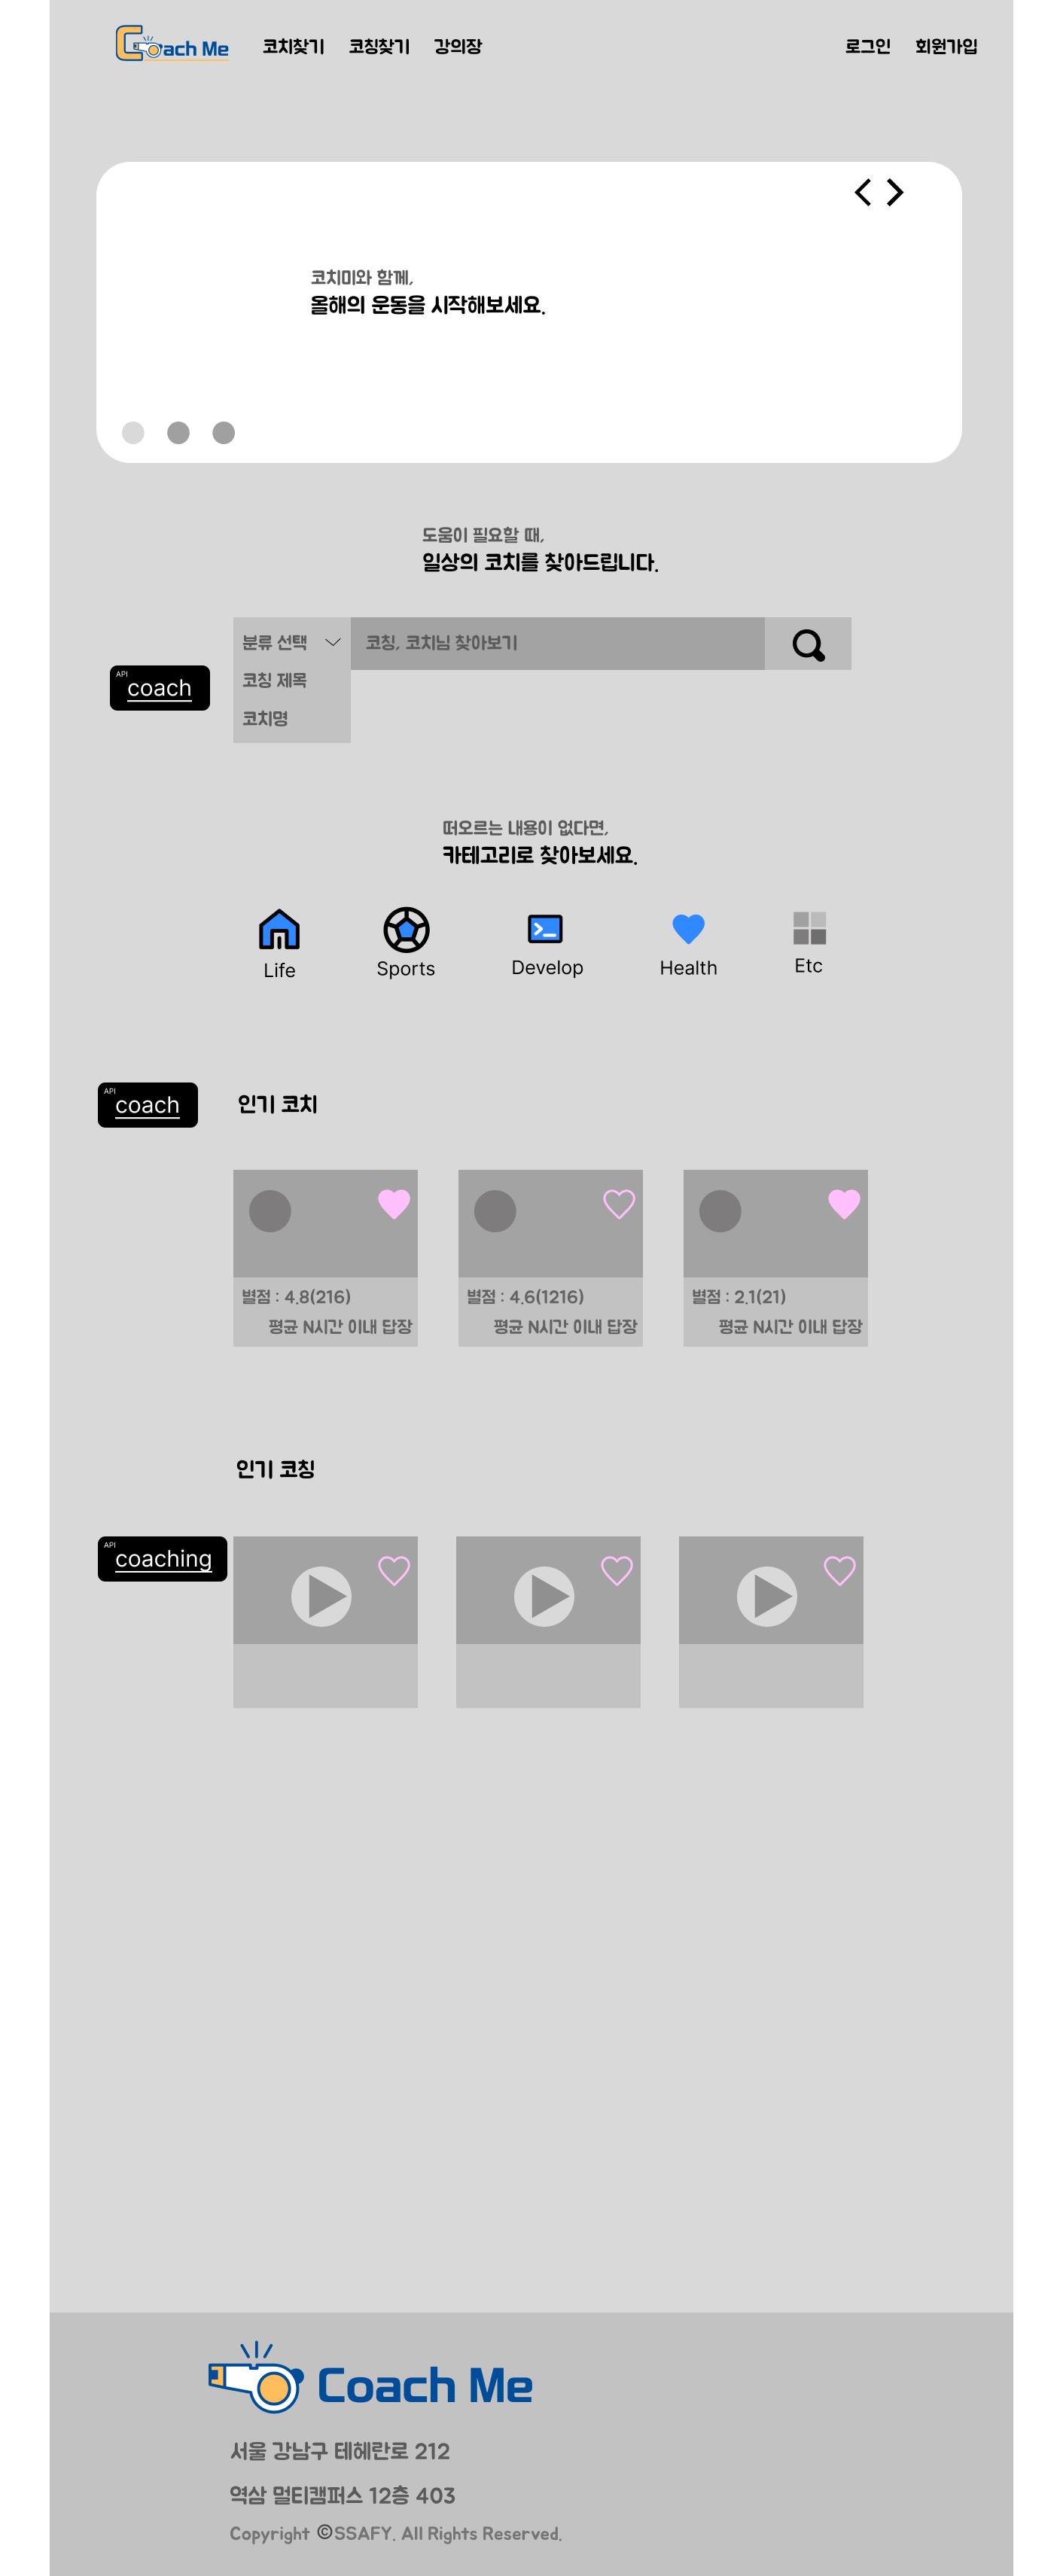 Coach Me
코치찾기 코칭찾기 강의장 로그인 회원가입
코치미와 함께,
올해의 운동을 시작해보세요.
도움이 필요할 때,
일상의 코치를 찾아드립니다.
분류 선택 코칭, 코치님 찾아보기
API
coach
코칭 제목
코치명
떠오르는 내용이 없다면,
카테고리로 찾아보세요.
Life Sports Develop Health Etc
API
coach
인기 코치
별점 : 4.8(216) 별점 : 4.6(1216) 별점 : 2.1(21)
평균 N시간 이내 답장 평균 N시간 이내 답장 평균 N시간 이내 답장
인기 코칭
API
coaching
Coach Me
서울 강남구 테헤란로 212
역삼 멀티캠퍼스 12층 403
Copyright ©SSAFY. All Rights Reserved.